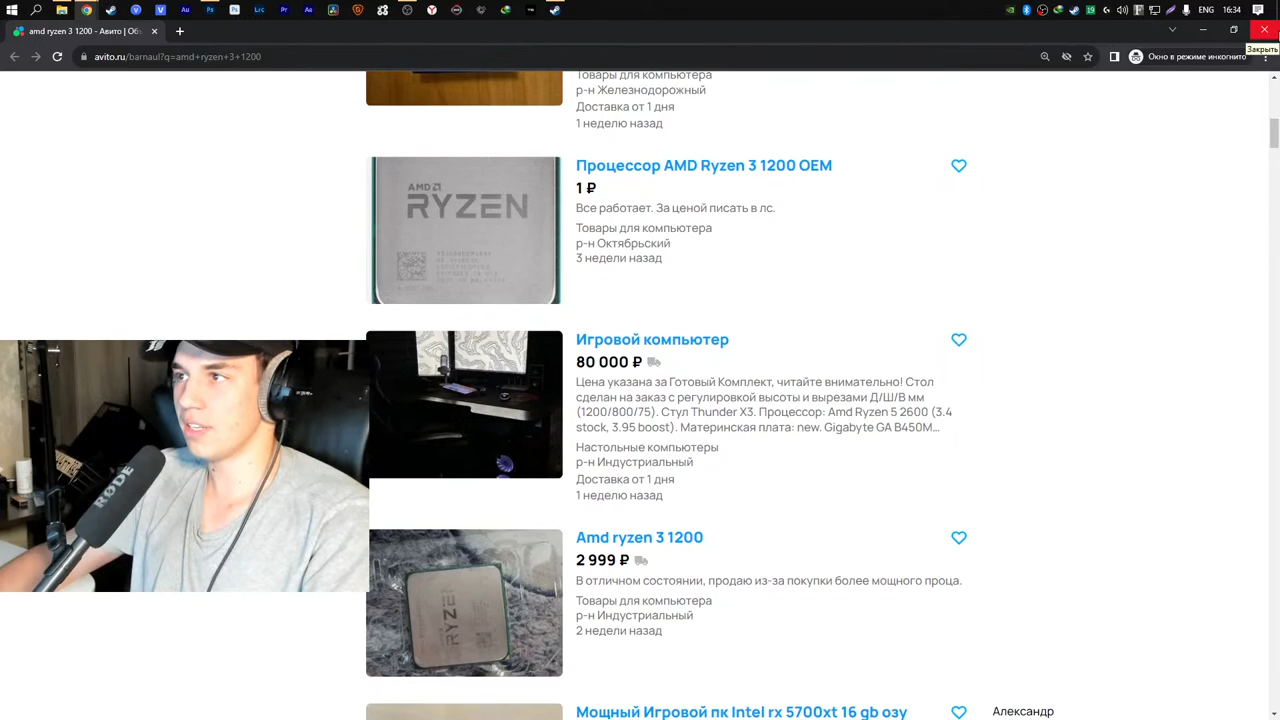 ENG 16:34
amd ryzen 3 1200 - Авито | Объ
Закрыть
avito.ru/barnaul?q=amd+ryzen+3+1200
Окно в режиме инкогнито
Товары для компьютера
р-н Железнодорожный
Доставка от 1 дня
1 неделю назад
AMD
RYZEN
Процессор AMD Ryzen 3 1200 OEM
1 ₽
Все работает. За ценой писать в лс.
Товары для компьютера
р-н Октябрьский
3 недели назад
Игровой компьютер
80 000 ₽
Цена указана за Готовый Комплект, читайте внимательно! Стол
сделан на заказ с регулировкой высоты и вырезами Д/Ш/В мм
(1200/800/75). Стул Thunder X3. Процессор: Amd Ryzen 5 2600 (3.4
stock, 3.95 boost). Материнская плата: new. Gigabyte GA B450M...
Настольные компьютеры
р-н Индустриальный
Доставка от 1 дня
1 неделю назад
RØDE
RYZEN
Amd ryzen 3 1200
2 999 ₽
В отличном состоянии, продаю из-за покупки более мощного проца.
Товары для компьютера
р-н Индустриальный
2 недели назад
Мощный Игровой пк Intel rx 5700xt 16 gb озу
Александр